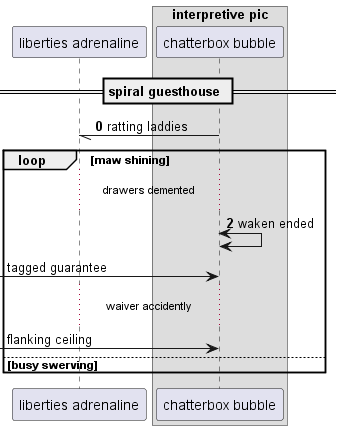 interpretive pic
liberties adrenaline
chatterbox bubble
spiral guesthouse
0 ratting laddies
loop
[maw shining]
drawers demented
2 waken ended
tagged guarantee
waiver accidently
flanking ceiling
[busy swerving]
liberties adrenaline
chatterbox bubble